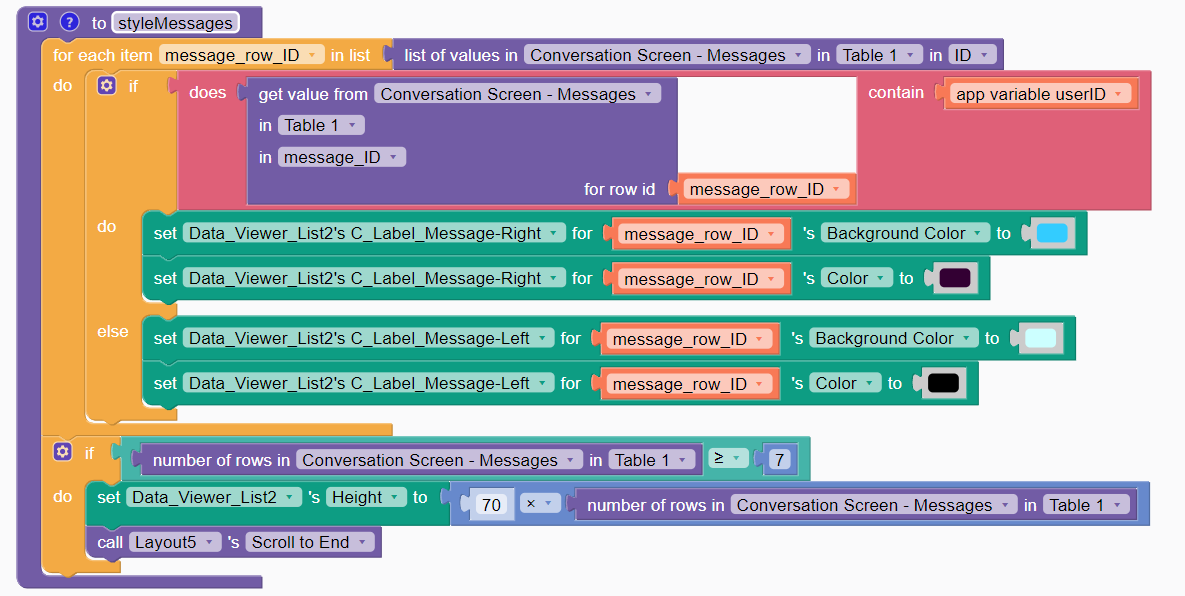 ? to styleMessages
for each item message_row_ID in list list of values in Conversation Screen - Messages in Table 1 in ID
do if does get value from Conversation Screen - Messages contain app variable userID
in Table 1
in message_ID
for row id message_row_ID
do set Data_Viewer_List2's C_Label_Message-Right for message_row_ID 's Background Color to
set Data_Viewer_List2's C_Label_Message-Right for message_row_ID 's Color to
else set Data_Viewer_List2's C_Label_Message-Left for message_row_ID 's Background Color to
set Data_Viewer_List2's C_Label_Message-Left for message_row_ID 's Color to
if number of rows in Conversation Screen - Messages in Table 1 ≥ 7
do set Data_Viewer_List2 's Height to 70 × number of rows in Conversation Screen - Messages in Table 1
call Layout5 's Scroll to End